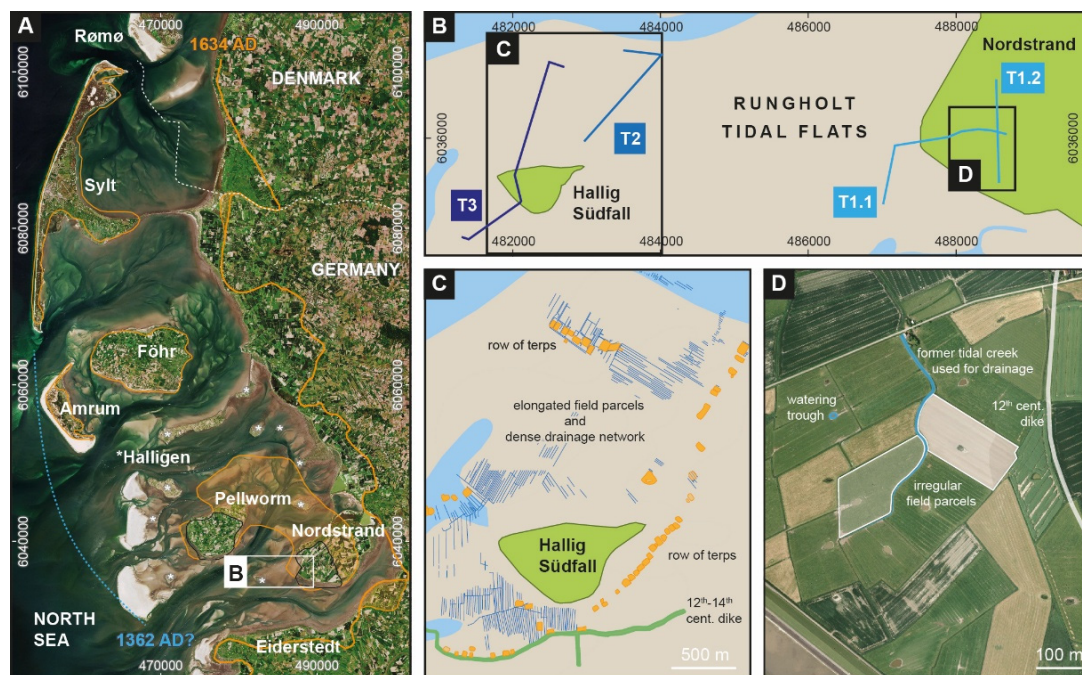 A
470000
490000
Rømø
1634 AD
DENMARK
6100000
6100000
Sylt
6080000
6080000
GERMANY
Föhr
6060000
6060000
Amrum
*Halligen
Pellworm
Nordstrand
6040000
6040000
B
NORTH
SEA
1362 AD?
Eiderstedt
470000
490000
B
482000
484000
486000
488000
C
Nordstrand
T1.2
6036000
RUNGHOLT
TIDAL FLATS
T2
6036000
D
Hallig
Südfall
T3
T1.1
482000
484000
486000
488000
C
row of terps
elongated field parcels
and
dense drainage network
Hallig
Südfall
row of terps
12th-14th
cent. dike
500 m
D
former tidal creek
used for drainage
watering
trough
12th cent.
dike
irregular
field parcels
100 m